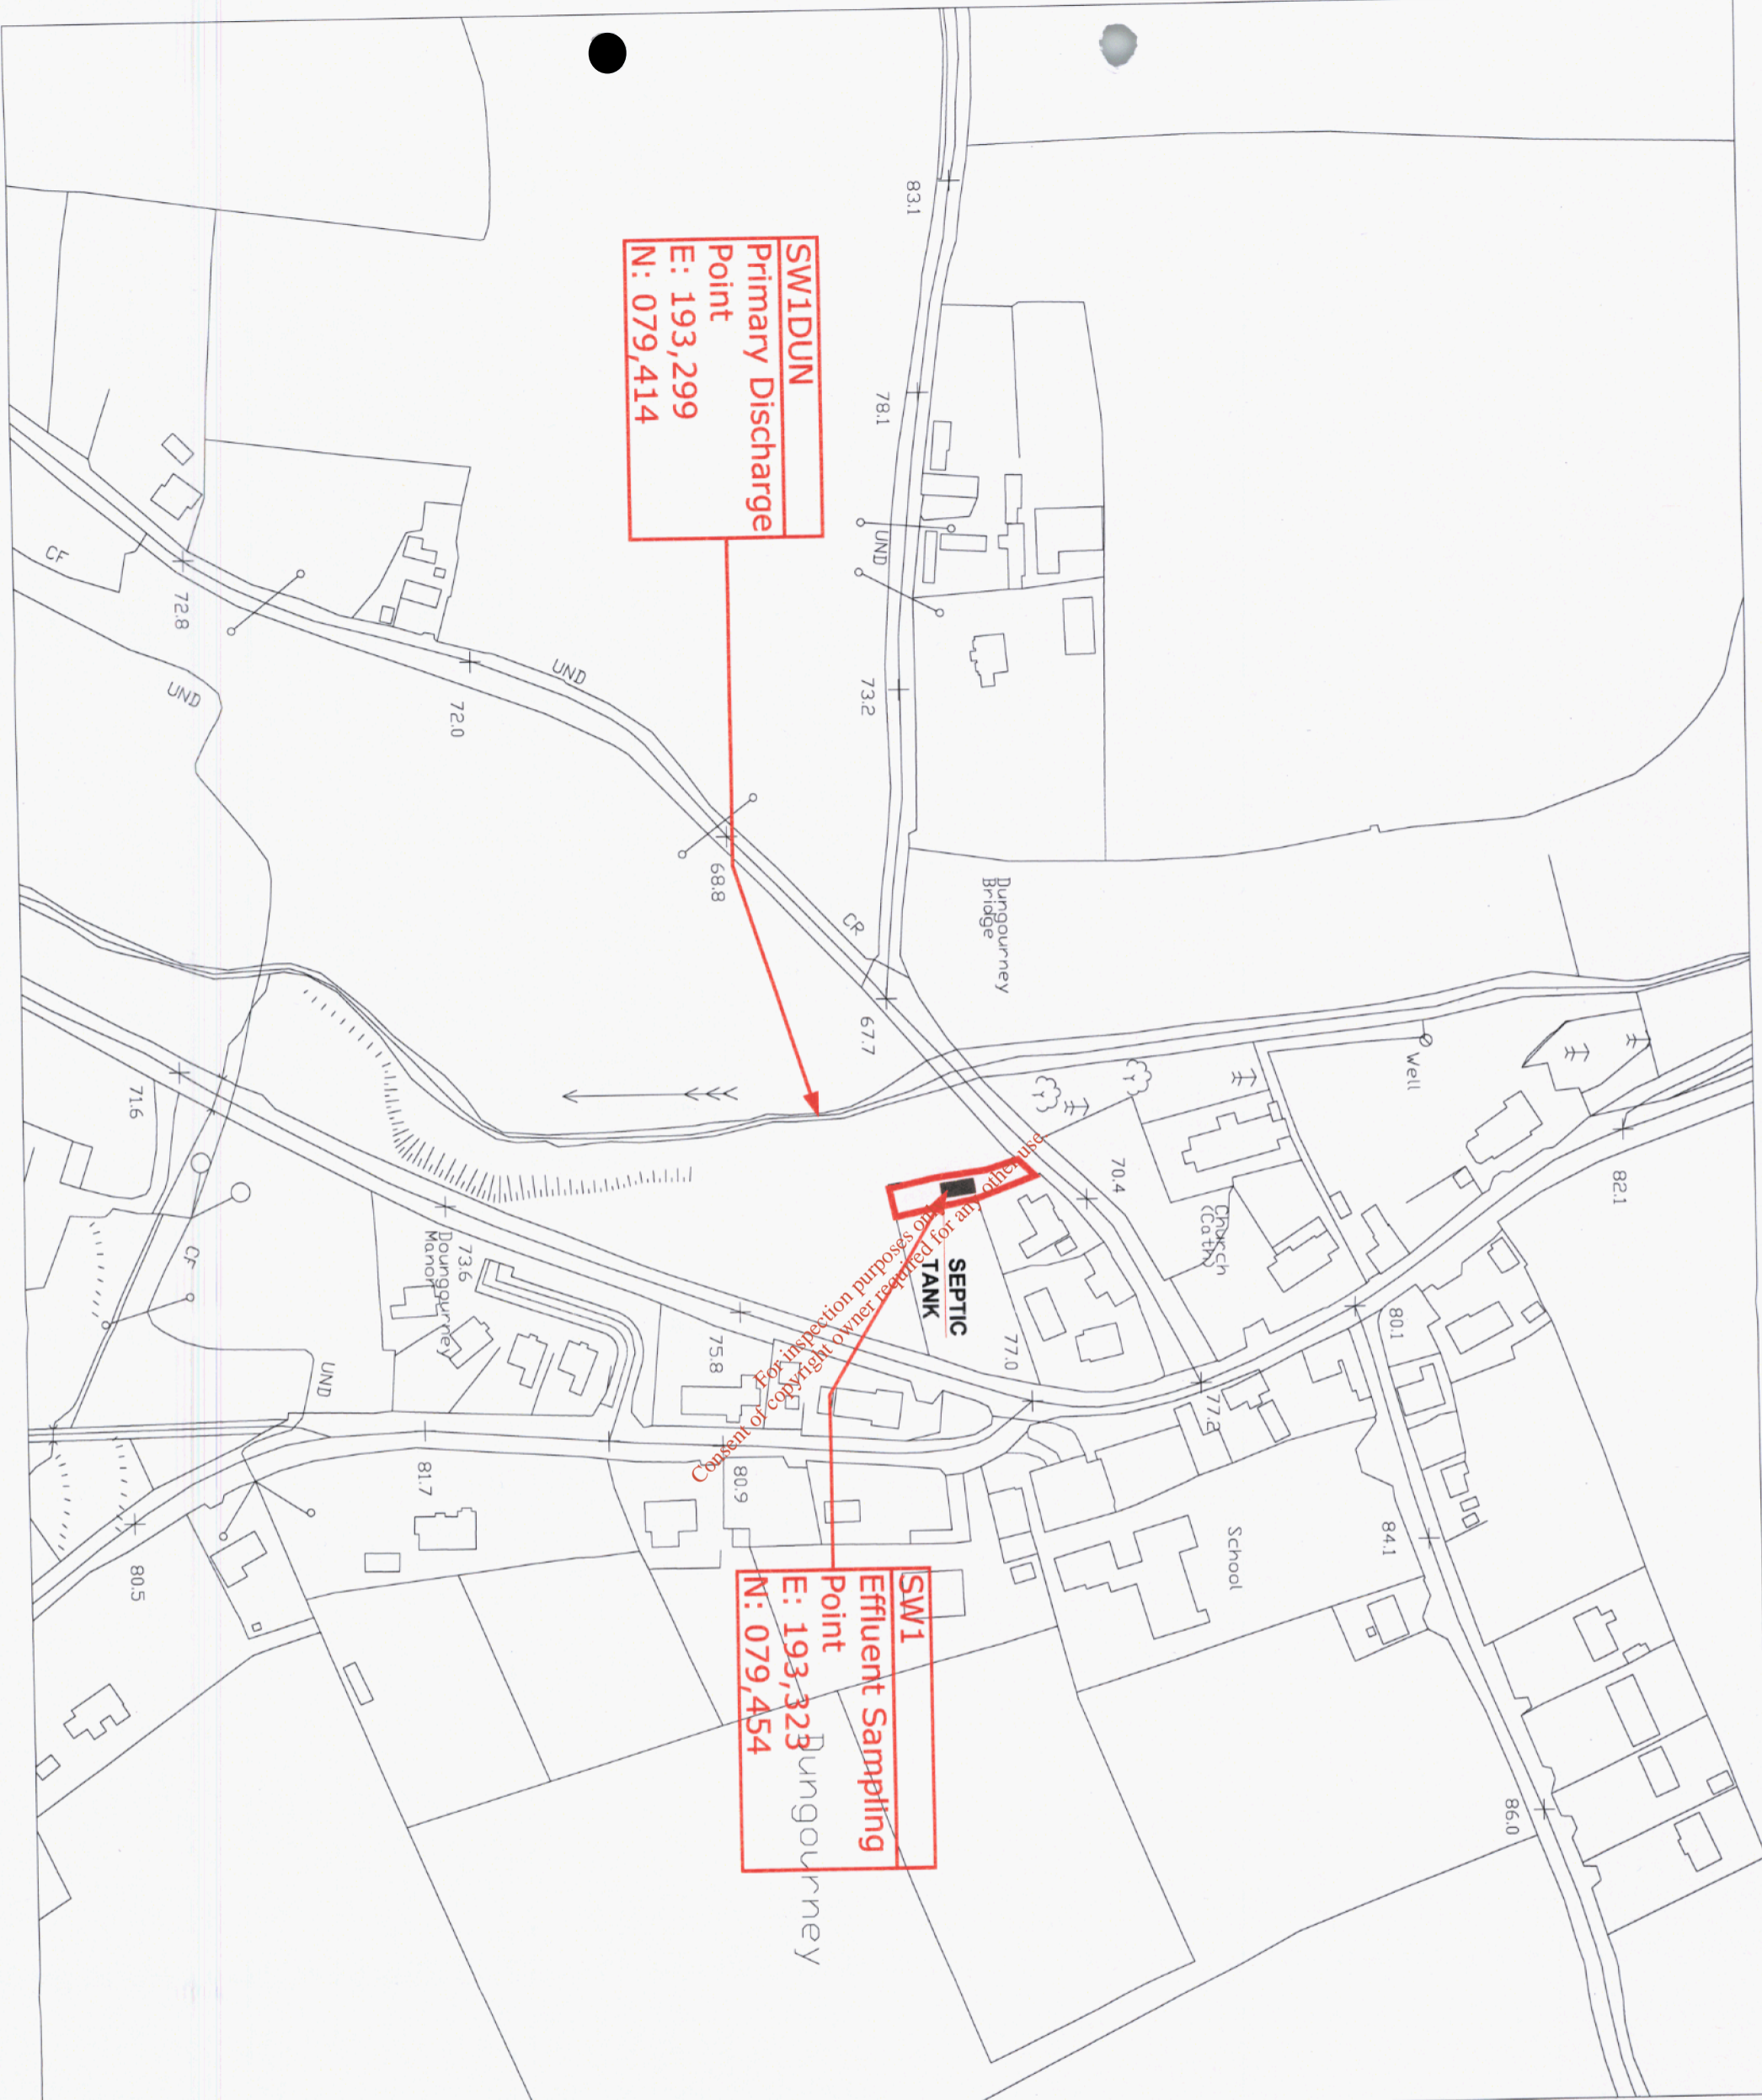 83.1
SW1DUN
Primary Discharge
Point
E: 193,299
N: 079,414
78.1
UND
73.2
CF
72.8
UND
72.0
UND
68.8
CR
Dungourney
Bridge
67.7
Well
71.6
70.4
82.1
Church
(Cath)
CF
73.6
Doungourney
Manor
SEPTIC
TANK
75.8
77.0
80.1
77.2
UND
For inspection purposes only.
Consent of copyright owner required for any other use.
81.7
80.9
84.1
School
80.5
SW1
Effluent Sampling
Point
E: 193,323
N: 079,454
Dungourney
86.0